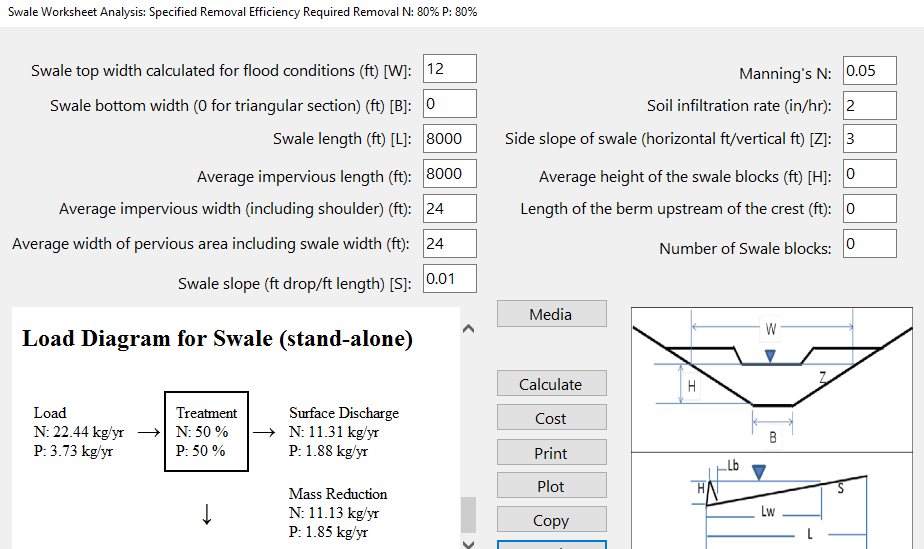 Swale Worksheet Analysis: Specified Removal Efficiency Required Removal N: 80% P: 80%
Swale top width calculated for flood conditions (ft) [W]: 12
Swale bottom width (0 for triangular section) (ft) [B]: 0
Swale length (ft) [L]: 8000
Average impervious length (ft): 8000
Average impervious width (including shoulder) (ft): 24
Average width of pervious area including swale width (ft): 24
Swale slope (ft drop/ft length) [S]: 0.01
Manning's N: 0.05
Soil infiltration rate (in/hr): 2
Side slope of swale (horizontal ft/vertical ft) [Z]: 3
Average height of the swale blocks (ft) [H]: 0
Length of the berm upstream of the crest (ft): 0
Number of Swale blocks: 0
Load Diagram for Swale (stand-alone)
Load
N: 22.44 kg/yr
P: 3.73 kg/yr
Treatment
N: 50 %
P: 50 %
Surface Discharge
N: 11.31 kg/yr
P: 1.88 kg/yr
Mass Reduction
N: 11.13 kg/yr
P: 1.85 kg/yr
Media
Calculate
Cost
Print
Plot
Copy
W
H
Z
B
Lb
H
S
Lw
L